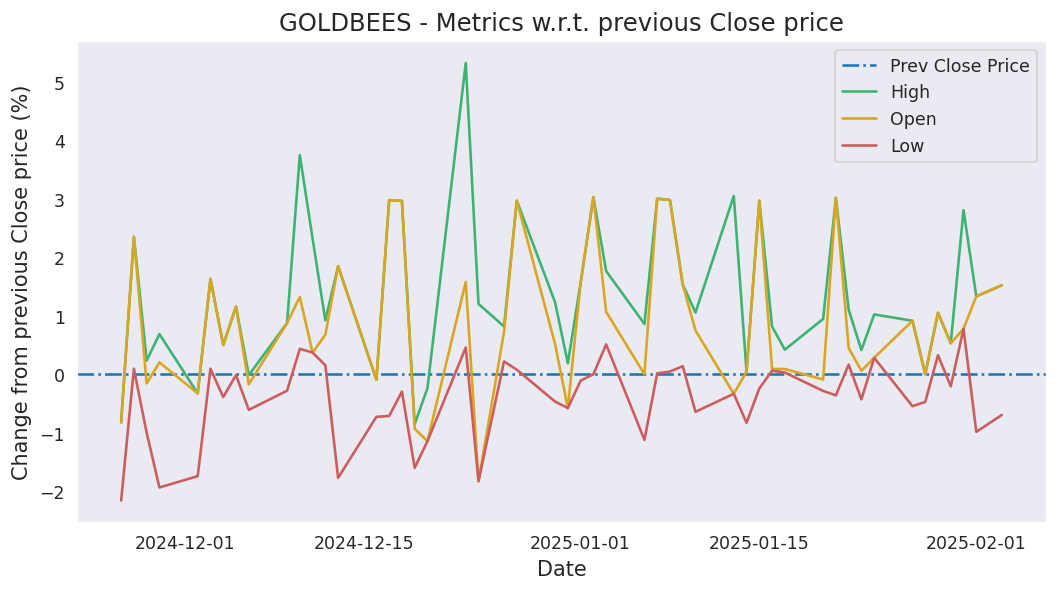 GOLDBEES - Metrics w.r.t. previous Close price
Change from previous Close price (%)
5
4
3
2
1
0
−1
−2
Prev Close Price
High
Open
Low
2024-12-01
2024-12-15
2025-01-01
2025-01-15
2025-02-01
Date